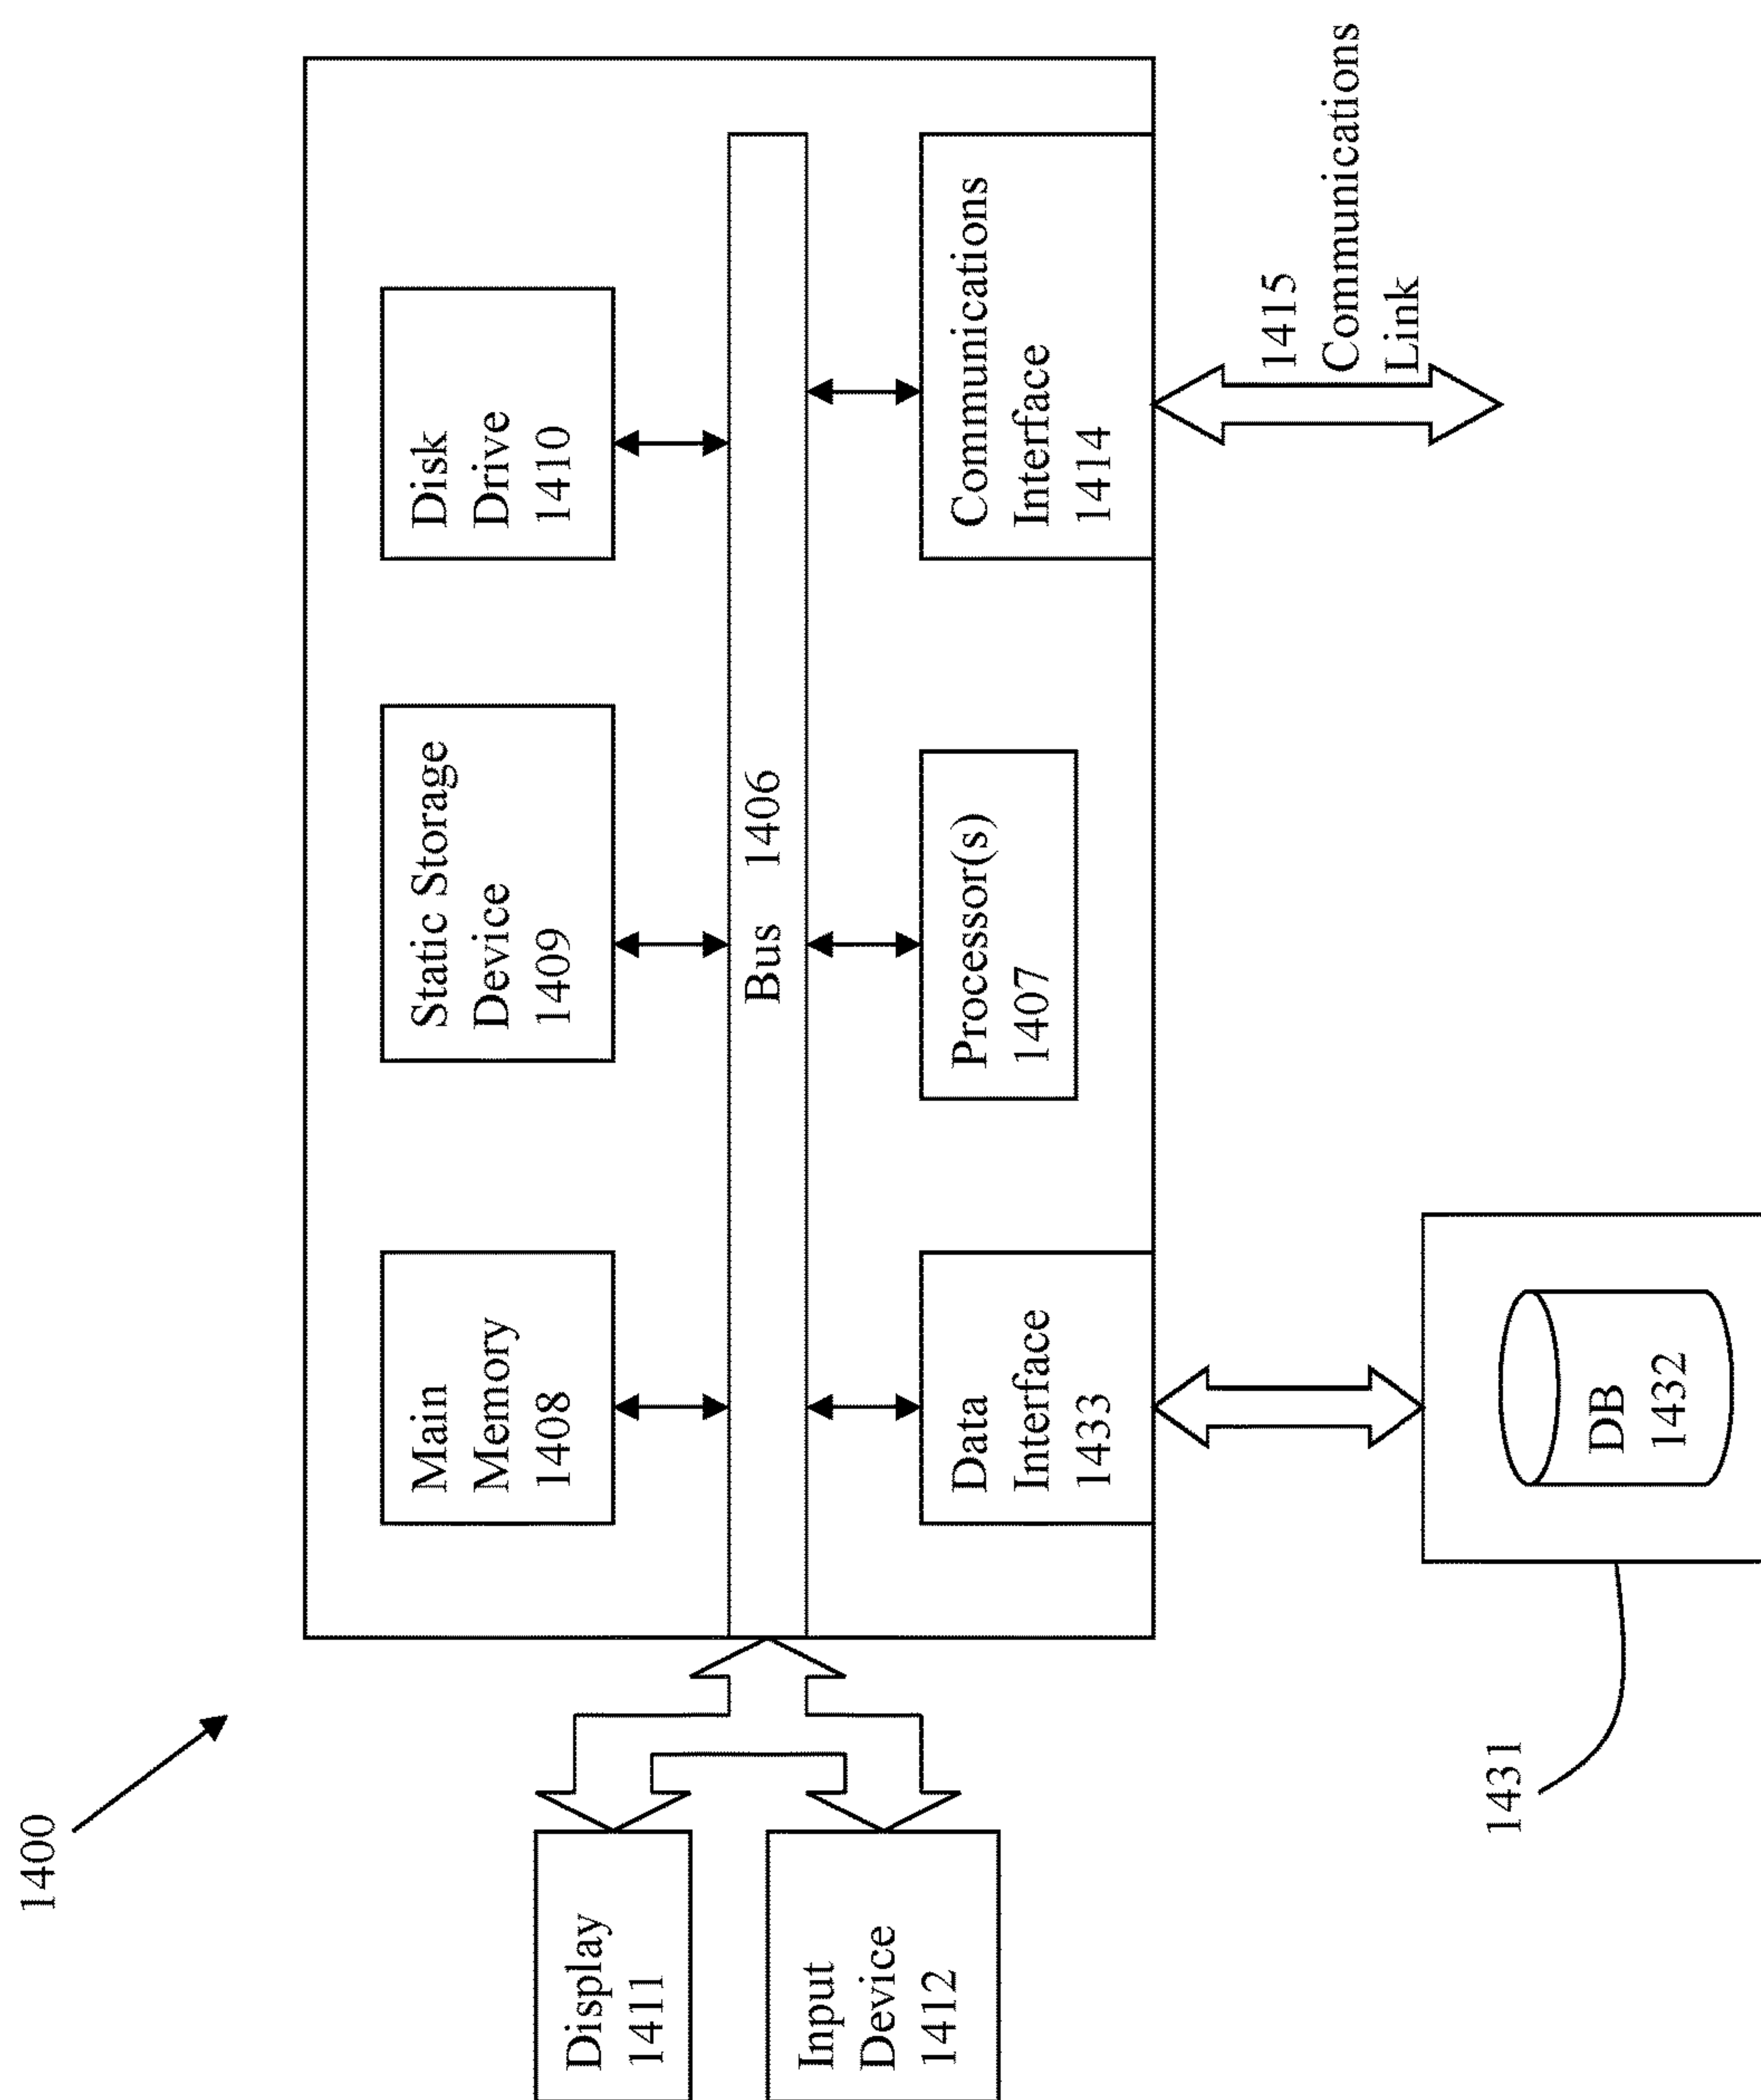 1400
Main
Memory
1408
Static Storage
Device
1409
Disk
Drive
1410
Display
1411
Bus 1406
Input
Device
1412
Data
Interface
1433
Processor(s)
1407
Communications
Interface
1414
1415
Communications
Link
1431
DB
1432